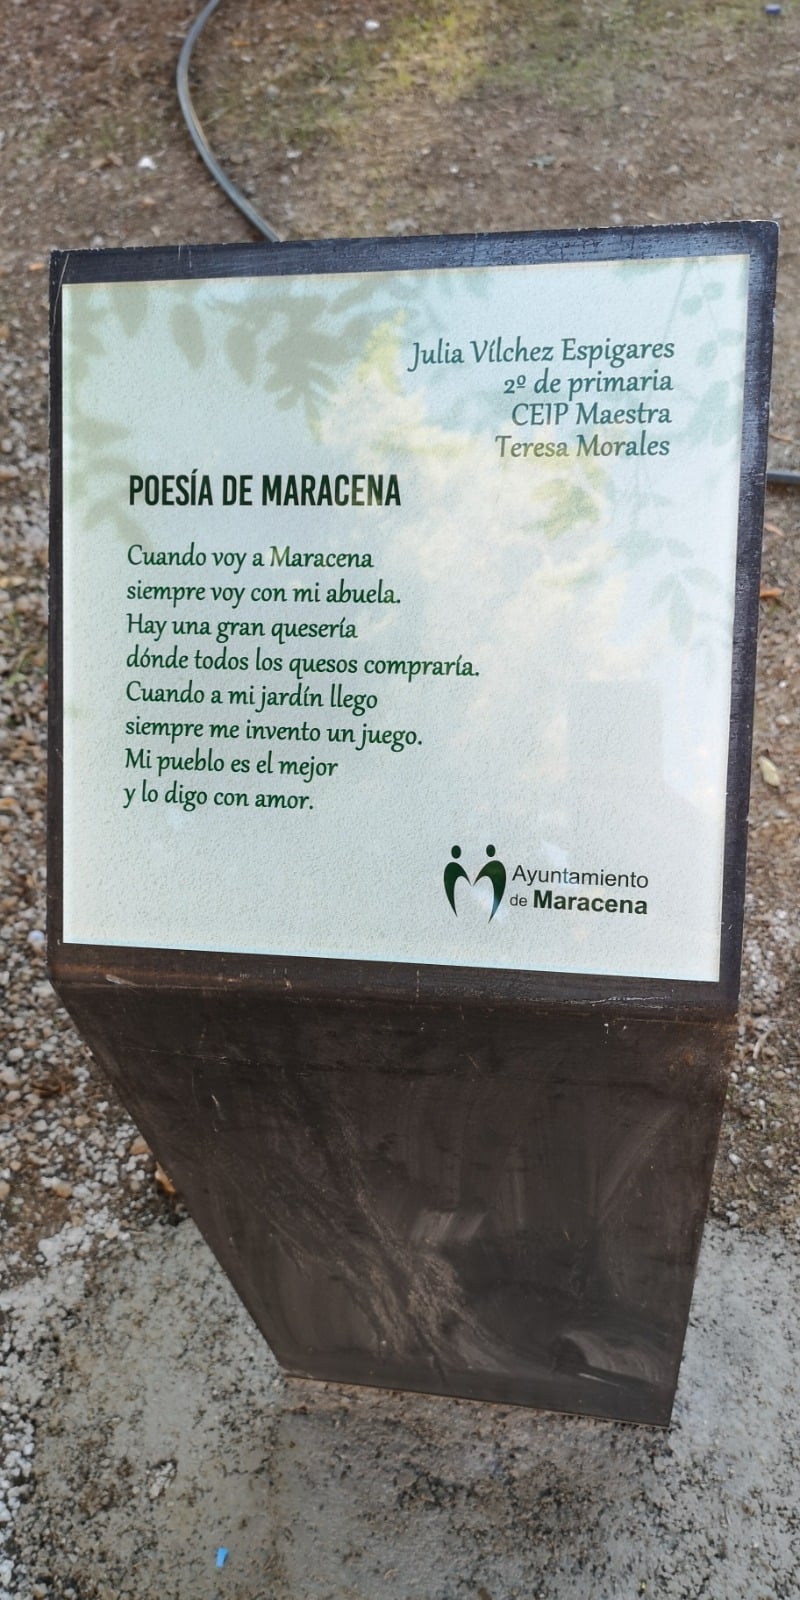 Julia Vílchez Espigares
2º de primaria
CEIP Maestra
Teresa Morales
POESÍA DE MARACENA
Cuando voy a Maracena
siempre voy con mi abuela.
Hay una gran quesería
dónde todos los quesos compraría.
Cuando a mi jardín llego
siempre me invento un juego.
Mi pueblo es el mejor
y lo digo con amor.
Ayuntamiento
de Maracena